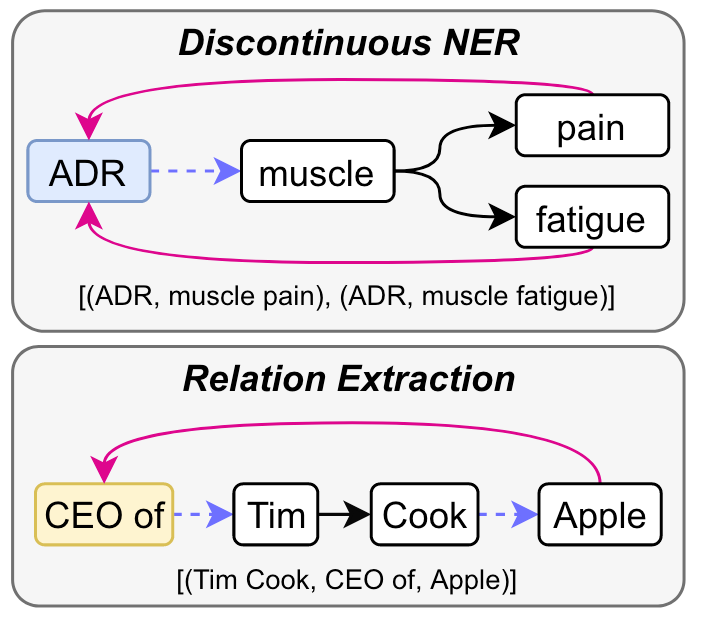 Discontinuous NER
pain
ADR
muscle
fatigue
[(ADR, muscle pain), (ADR, muscle fatigue)]
Relation Extraction
CEO of
Tim
Cook
Apple
[(Tim Cook, CEO of, Apple)]